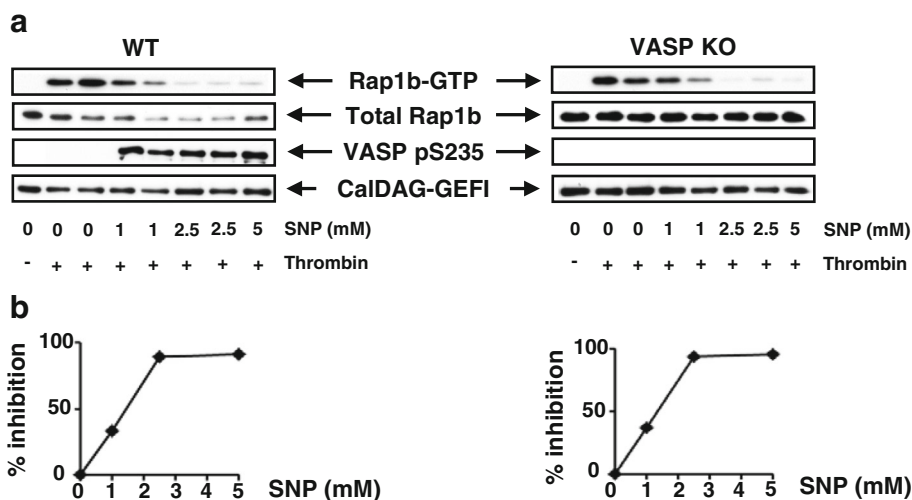 a
WT VASP KO
Rap1b-GTP
Total Rap1b
VASP pS235
CalDAG-GEFI
0 0 0 1 1 2.5 2.5 5 SNP (mM) 0 0 0 1 1 2.5 2.5 5
- + + + + + + + Thrombin - + + + + + + +
b
% inhibition
100
50
0
0 1 2 3 4 5 SNP (mM)
% inhibition
100
50
0
0 1 2 3 4 5 SNP (mM)